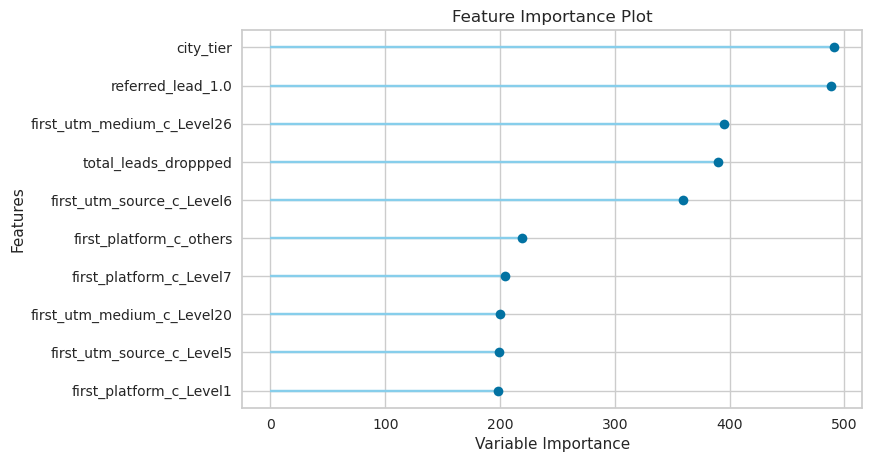 Feature Importance Plot
city_tier
referred_lead_1.0
first_utm_medium_c_Level26
total_leads_droppped
first_utm_source_c_Level6
first_platform_c_others
first_platform_c_Level7
first_utm_medium_c_Level20
first_utm_source_c_Level5
first_platform_c_Level1
Features
0 100 200 300 400 500
Variable Importance